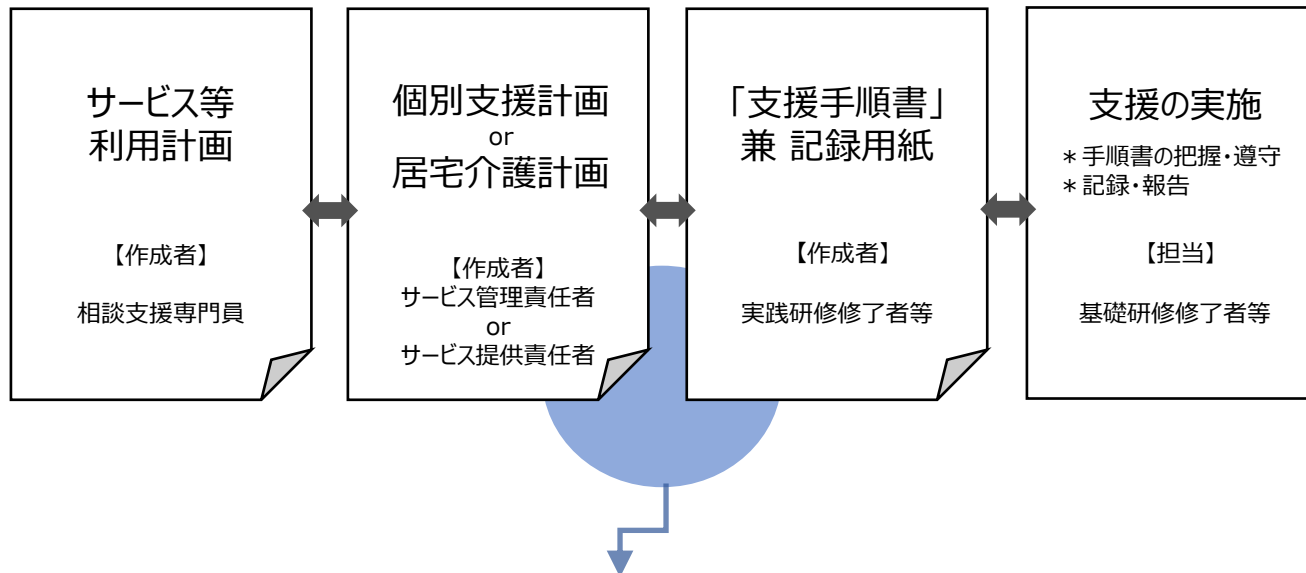 サービス等
利用計画
【作成者】
相談支援専門員
個別支援計画
or
居宅介護計画
【作成者】
サービス管理責任者
or
サービス提供責任者
「支援手順書」
兼 記録用紙
【作成者】
実践研修修了者等
支援の実施
＊手順書の把握・遵守
＊記録・報告
【担当】
基礎研修修了者等